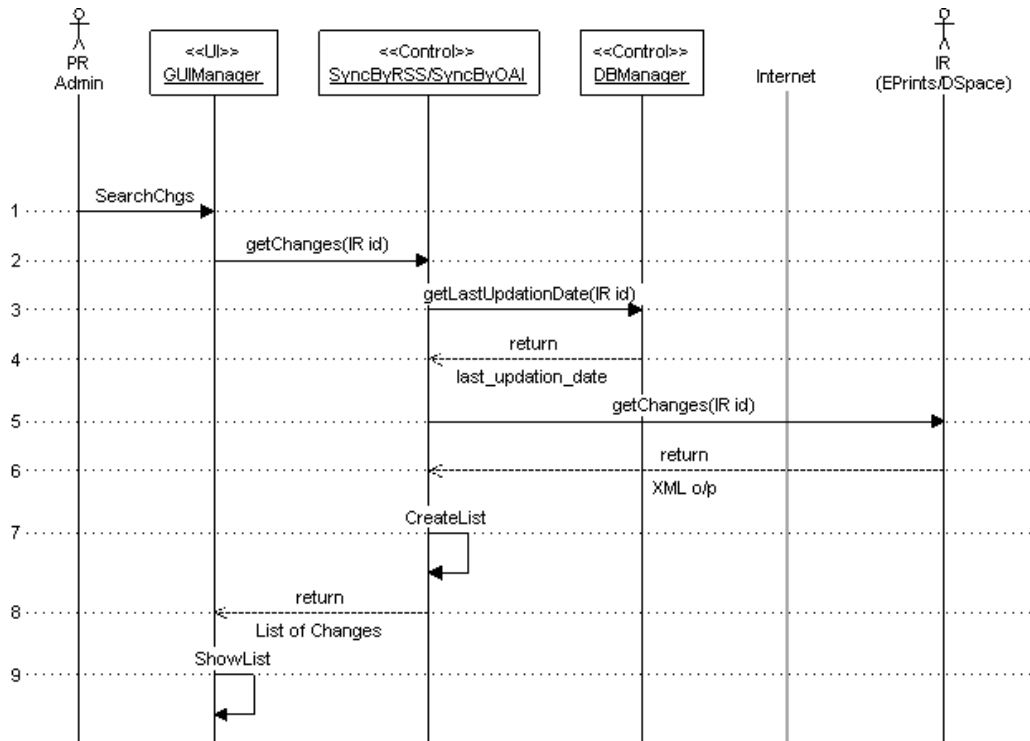 PR
Admin
<<UI>>
GUIManager
<<Control>>
SyncByRSS/SyncByOAI
<<Control>>
DBManager
Internet
IR
(EPrints/DSpace)
1
SearchChgs
2
getChanges(IR id)
3
getLastUpdationDate(IR id)
4
return
last_updation_date
5
getChanges(IR id)
6
return
XML o/p
7
CreateList
8
return
List of Changes
9
ShowList